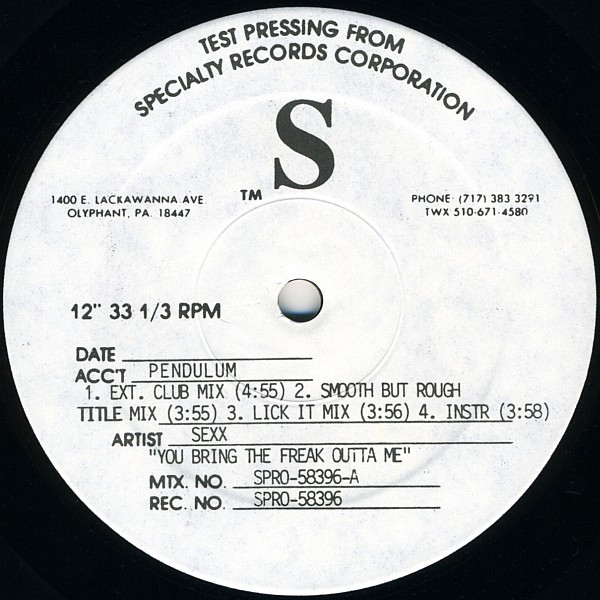 TEST PRESSING FROM
SPECIALTY RECORDS CORPORATION
S
TM
1400 E. LACKAWANNA AVE.
OLYPHANT, PA. 18447
PHONE: (717) 383 3291
TWX 510-671-4580
12" 33 1/3 RPM
DATE
ACC'T PENDULUM
1. EXT. CLUB MIX (4:55) 2. SMOOTH BUT ROUGH
TITLE MIX (3:55) 3. LICK IT MIX (3:56) 4. INSTR (3:58)
ARTIST SEXX
"YOU BRING THE FREAK OUTTA ME"
MTX. NO. SPRO-58396-A
REC. NO. SPRO-58396